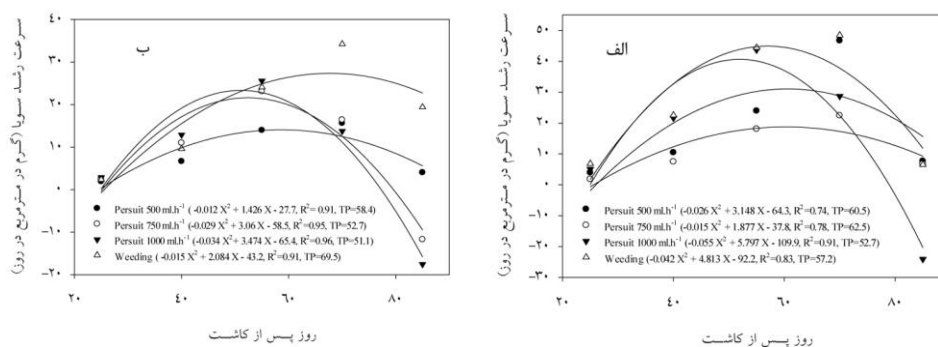 سرعت رشد سویا (گرم در مترمربع در روز)
الف
۵۰
۴۰
۳۰
۲۰
۱۰
۰
-۱۰
-۲۰
-۳۰
Persuit 500 ml.h⁻¹ (-0.026 X² + 3.148 X - 64.3, R²=0.74, TP=60.5)
Persuit 750 ml.h⁻¹ (-0.015 X² + 1.877 X - 37.8, R²=0.78, TP=62.5)
Persuit 1000 ml.h⁻¹ (-0.055 X² + 5.797 X - 109.9, R²=0.91, TP=52.7)
Weeding (-0.042 X² + 4.813 X - 92.2, R²=0.83, TP=57.2)
۲۰ ۴۰ ۶۰ ۸۰
روز پس از کاشت
سرعت رشد سویا (گرم در مترمربع در روز)
ب
۴۰
۳۰
۲۰
۱۰
۰
-۱۰
-۲۰
Persuit 500 ml.h⁻¹ ( -0.012 X² + 1.426 X - 27.7, R² = 0.91, TP=58.4)
Persuit 750 ml.h⁻¹ (-0.029 X² + 3.06 X - 58.5, R²=0.95, TP=52.7)
Persuit 1000 ml.h⁻¹ (-0.034 X² + 3.474 X - 65.4, R²=0.96, TP=51.1)
Weeding ( -0.015 X² + 2.084 X - 43.2, R²=0.91, TP=69.5)
۲۰ ۴۰ ۶۰ ۸۰
روز پس از کاشت